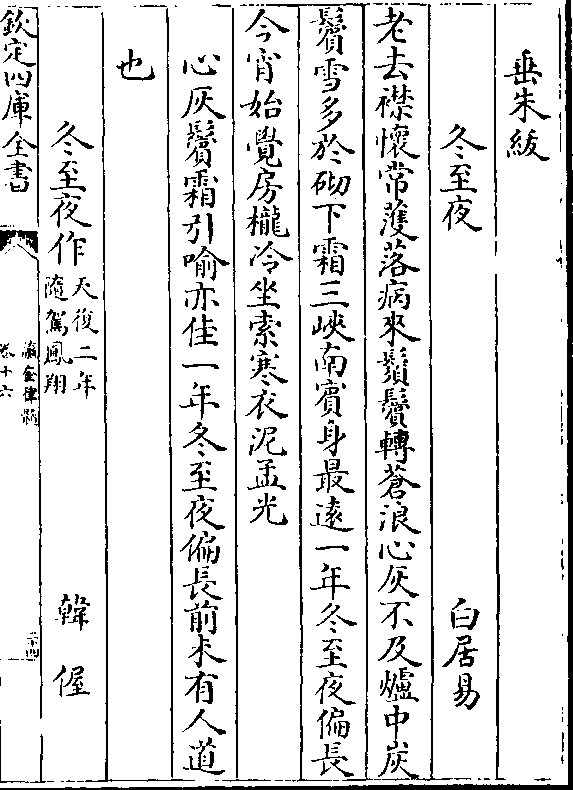 垂朱紱
冬至夜 白居易
老去襟懷常濩落病來鬚鬢轉蒼浪心灰不及爐中炭
鬢雪多於砌下霜三峽南賓身最遠一年冬至夜偏長
今宵始覺房櫳冷坐索寒衣泥孟光
心灰鬢霜引喻亦佳一年冬至夜偏長前未有人道
也
冬至夜作 天復二年隨駕鳳翔 韓偓
欽定四庫全書 瀛奎律髓 卷十六 二十四